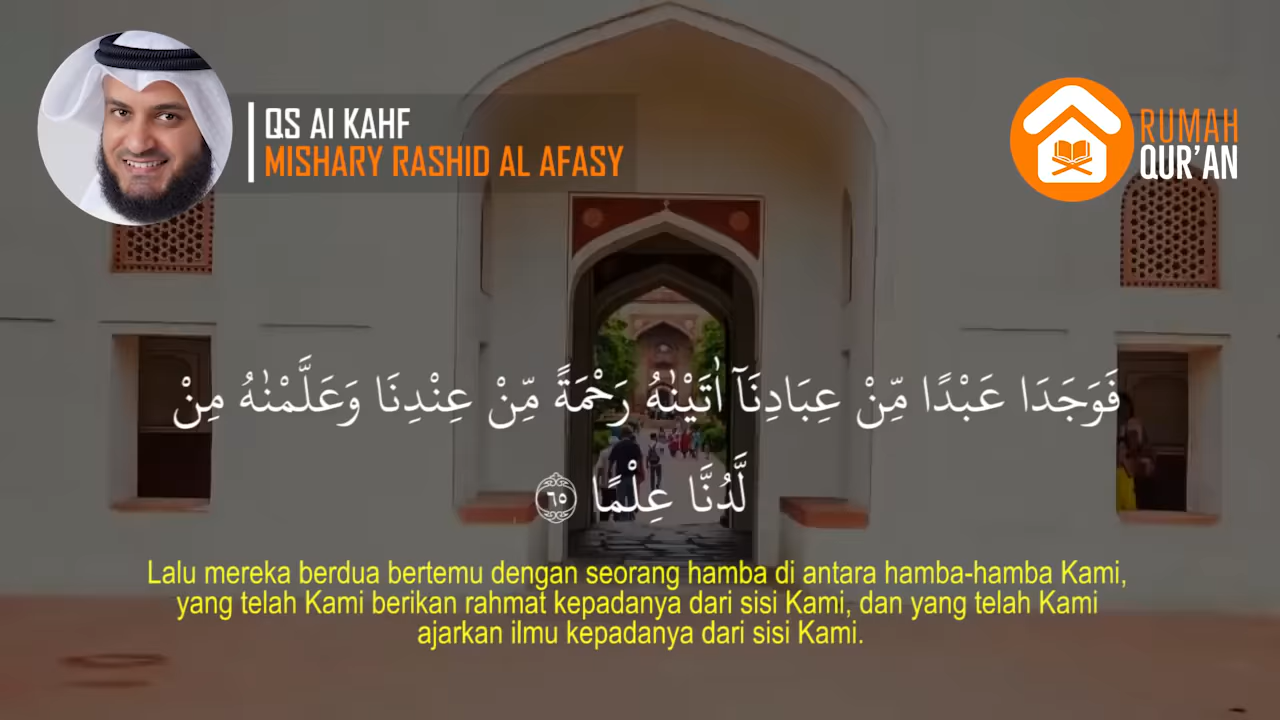 QS Al KAHF
MISHARY RASHID AL AFASY
RUMAH
QUR'AN
فَوَجَدَا عَبْدًا مِّنْ عِبَادِنَآ اٰتَيْنٰهُ رَحْمَةً مِّنْ عِنْدِنَا وَعَلَّمْنٰهُ مِنْ
لَّدُنَّا عِلْمًا ۝٦٥
Lalu mereka berdua bertemu dengan seorang hamba di antara hamba-hamba Kami,
yang telah Kami berikan rahmat kepadanya dari sisi Kami, dan yang telah Kami
ajarkan ilmu kepadanya dari sisi Kami.